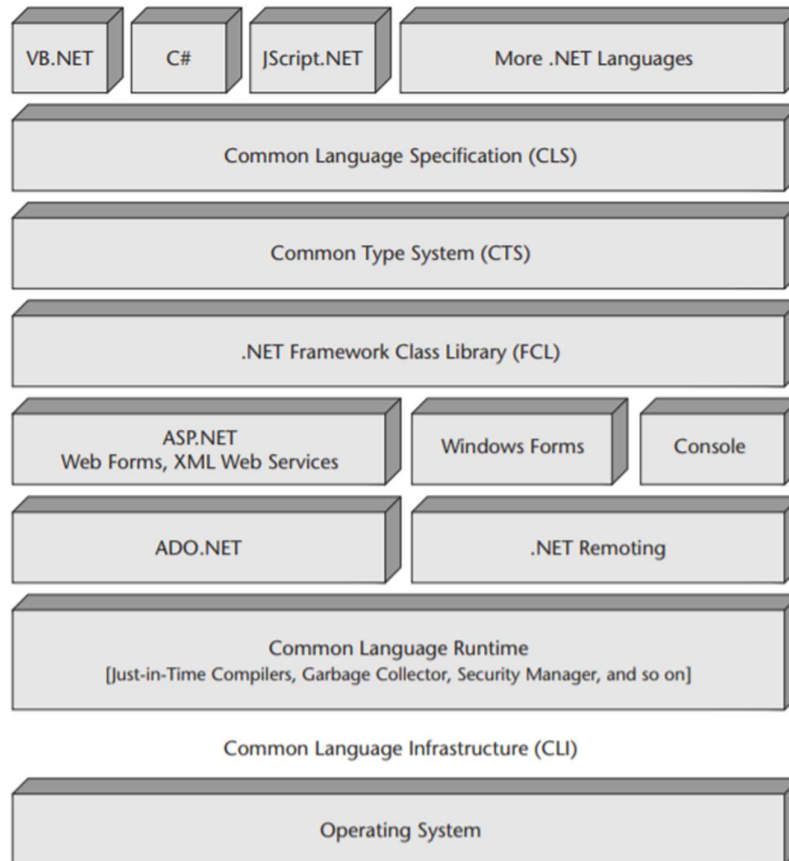 VB.NET
C#
JScript.NET
More .NET Languages
Common Language Specification (CLS)
Common Type System (CTS)
.NET Framework Class Library (FCL)
ASP.NET
Web Forms, XML Web Services
Windows Forms
Console
ADO.NET
.NET Remoting
Common Language Runtime
[Just-in-Time Compilers, Garbage Collector, Security Manager, and so on]
Common Language Infrastructure (CLI)
Operating System